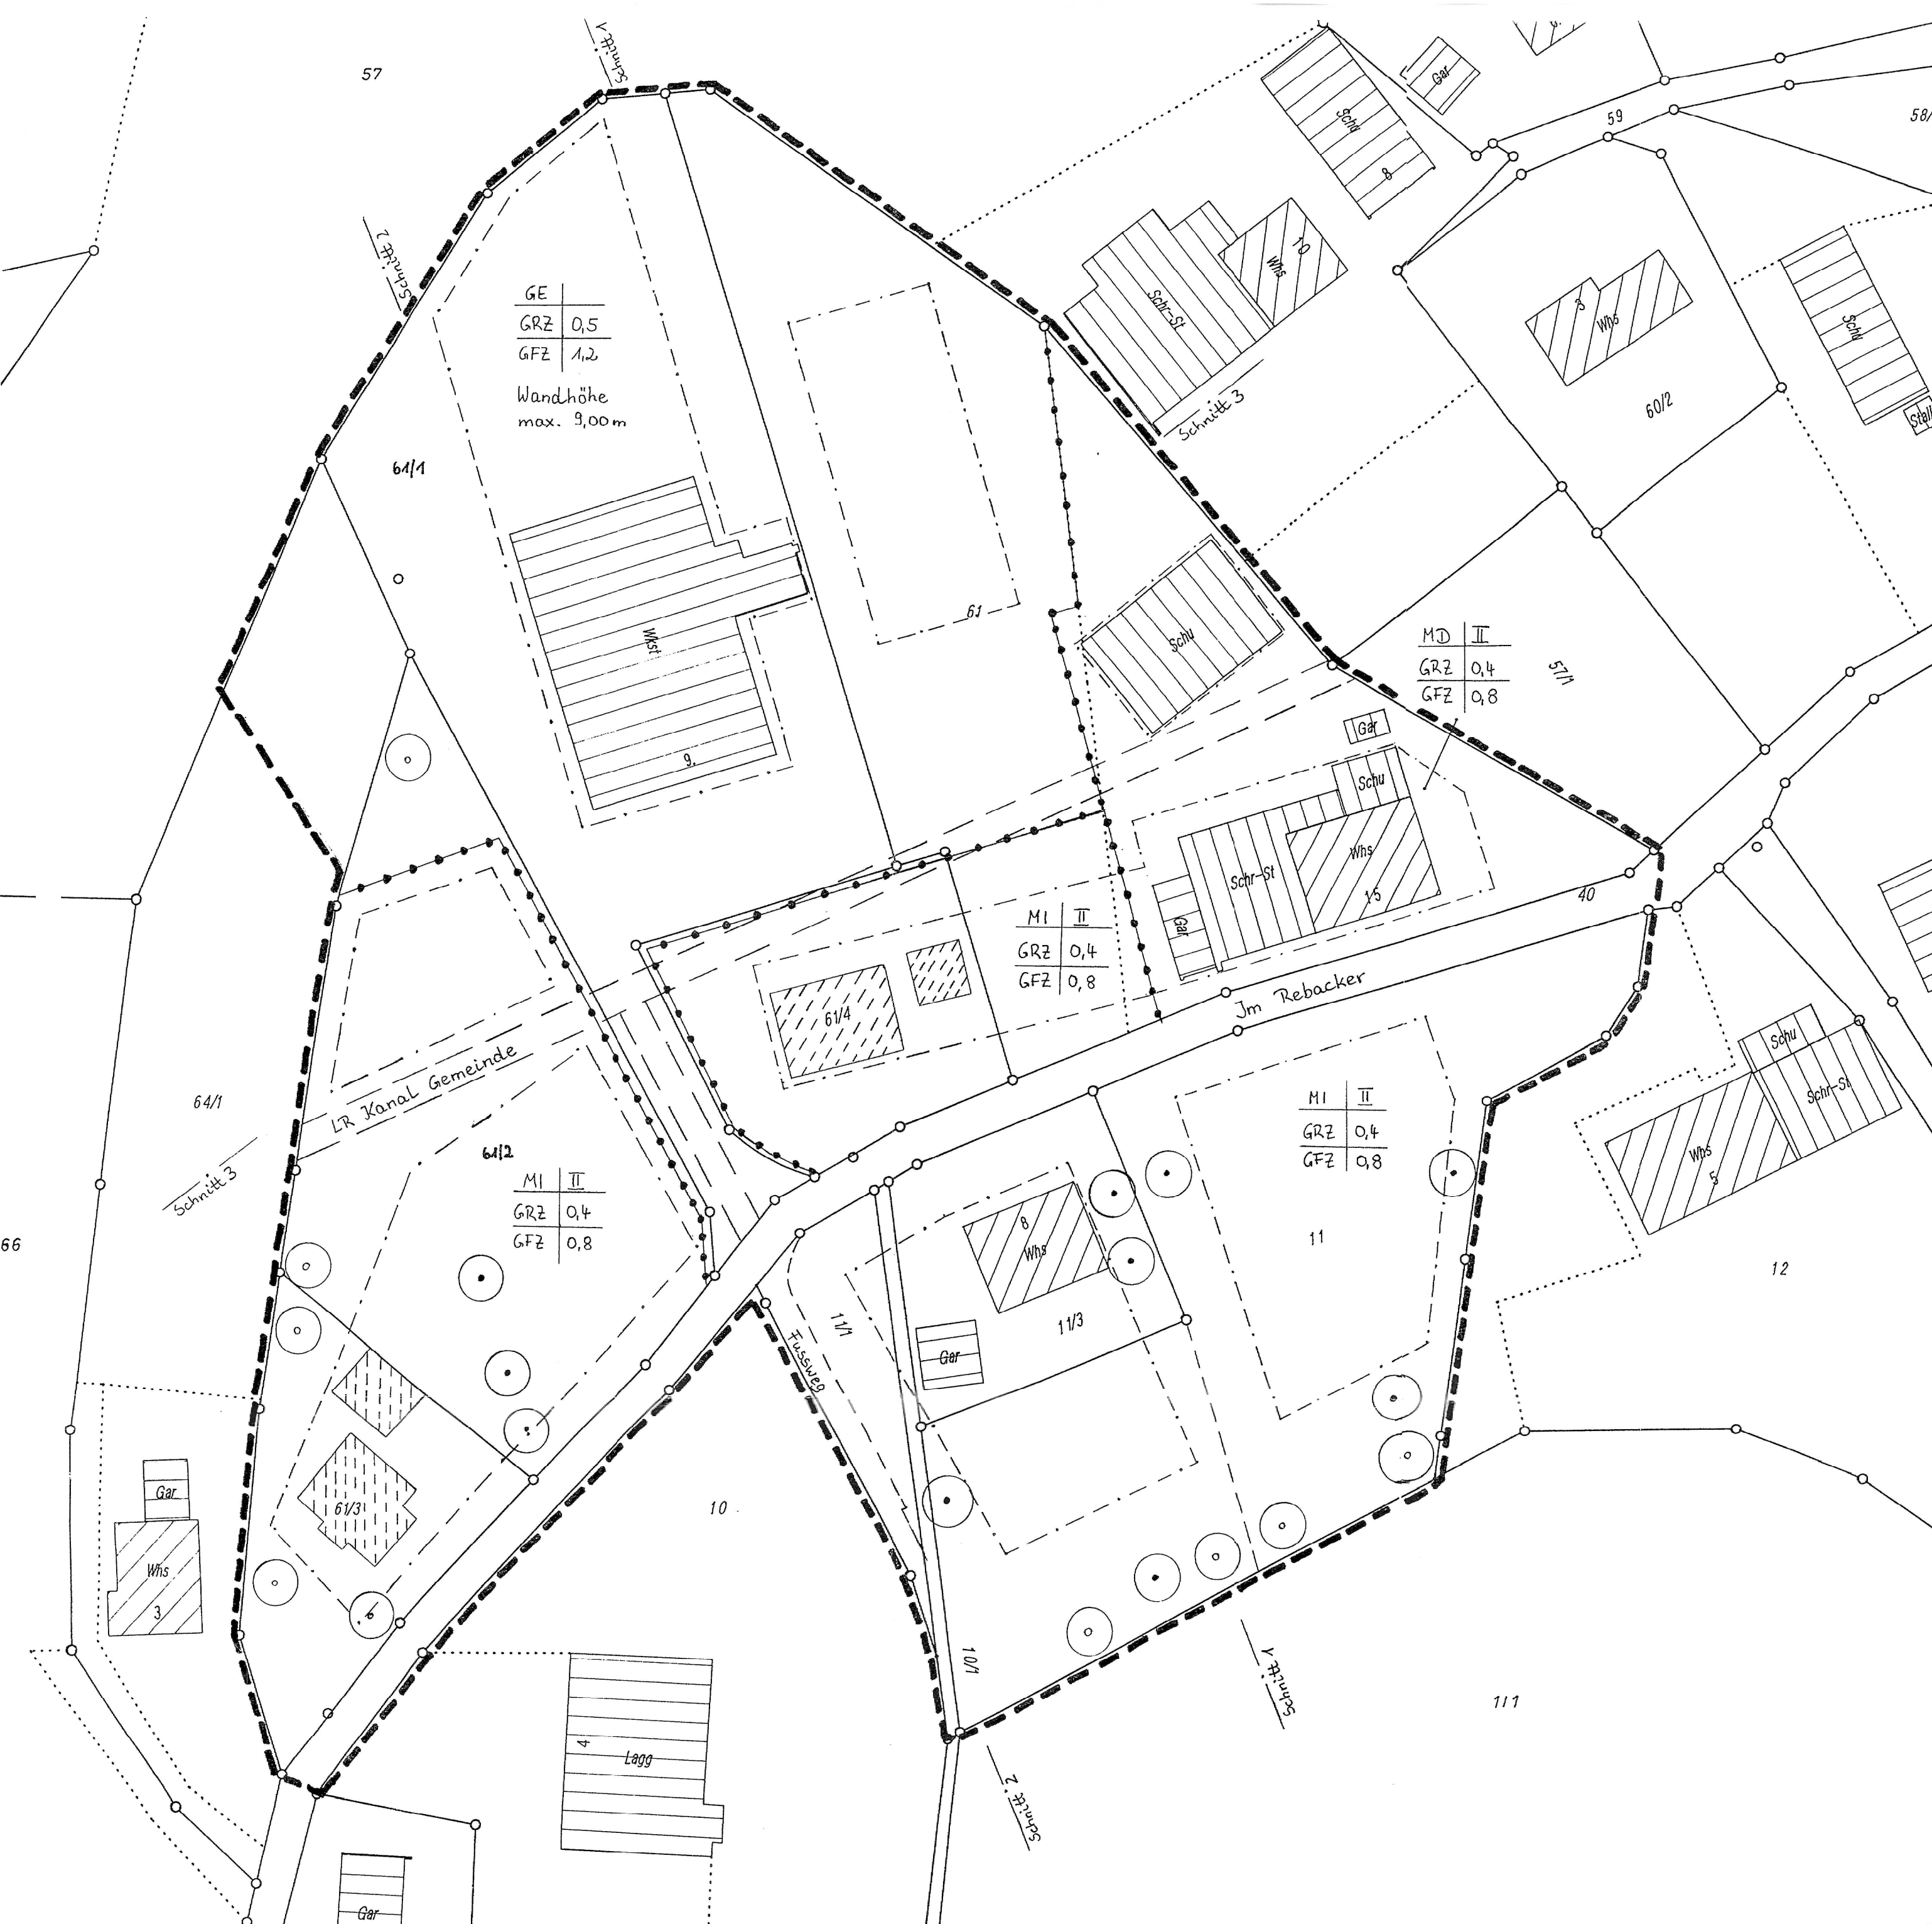 57
Schnitt 1
Gar
Schu
8
59
58/
Schnitt 2
Whs
10
Schr-St
GE
GRZ 0,5
GFZ 1,2
Wandhöhe
max. 9,00m
3
Whs
Schu
Stall
60/2
Schnitt 3
61/1
61
Wkst
9.
Schu
MD II
GRZ 0,4
GFZ 0,8
57/1
Gar
Schu
Whs
15
Schr-St
Gar
40
MI II
GRZ 0,4
GFZ 0,8
61/4
Im Rebacker
LR Kanal Gemeinde
64/1
Schnitt 3
66
61/2
MI II
GRZ 0,4
GFZ 0,8
MI II
GRZ 0,4
GFZ 0,8
Schu
Schr-St
Whs
5
11
12
8
Whs
11/3
11/1
Fussweg
Gar
10
61/3
Gar
Whs
3
10/1
Schnitt 1
Schnitt 2
1/1
4
Lagg
Gar